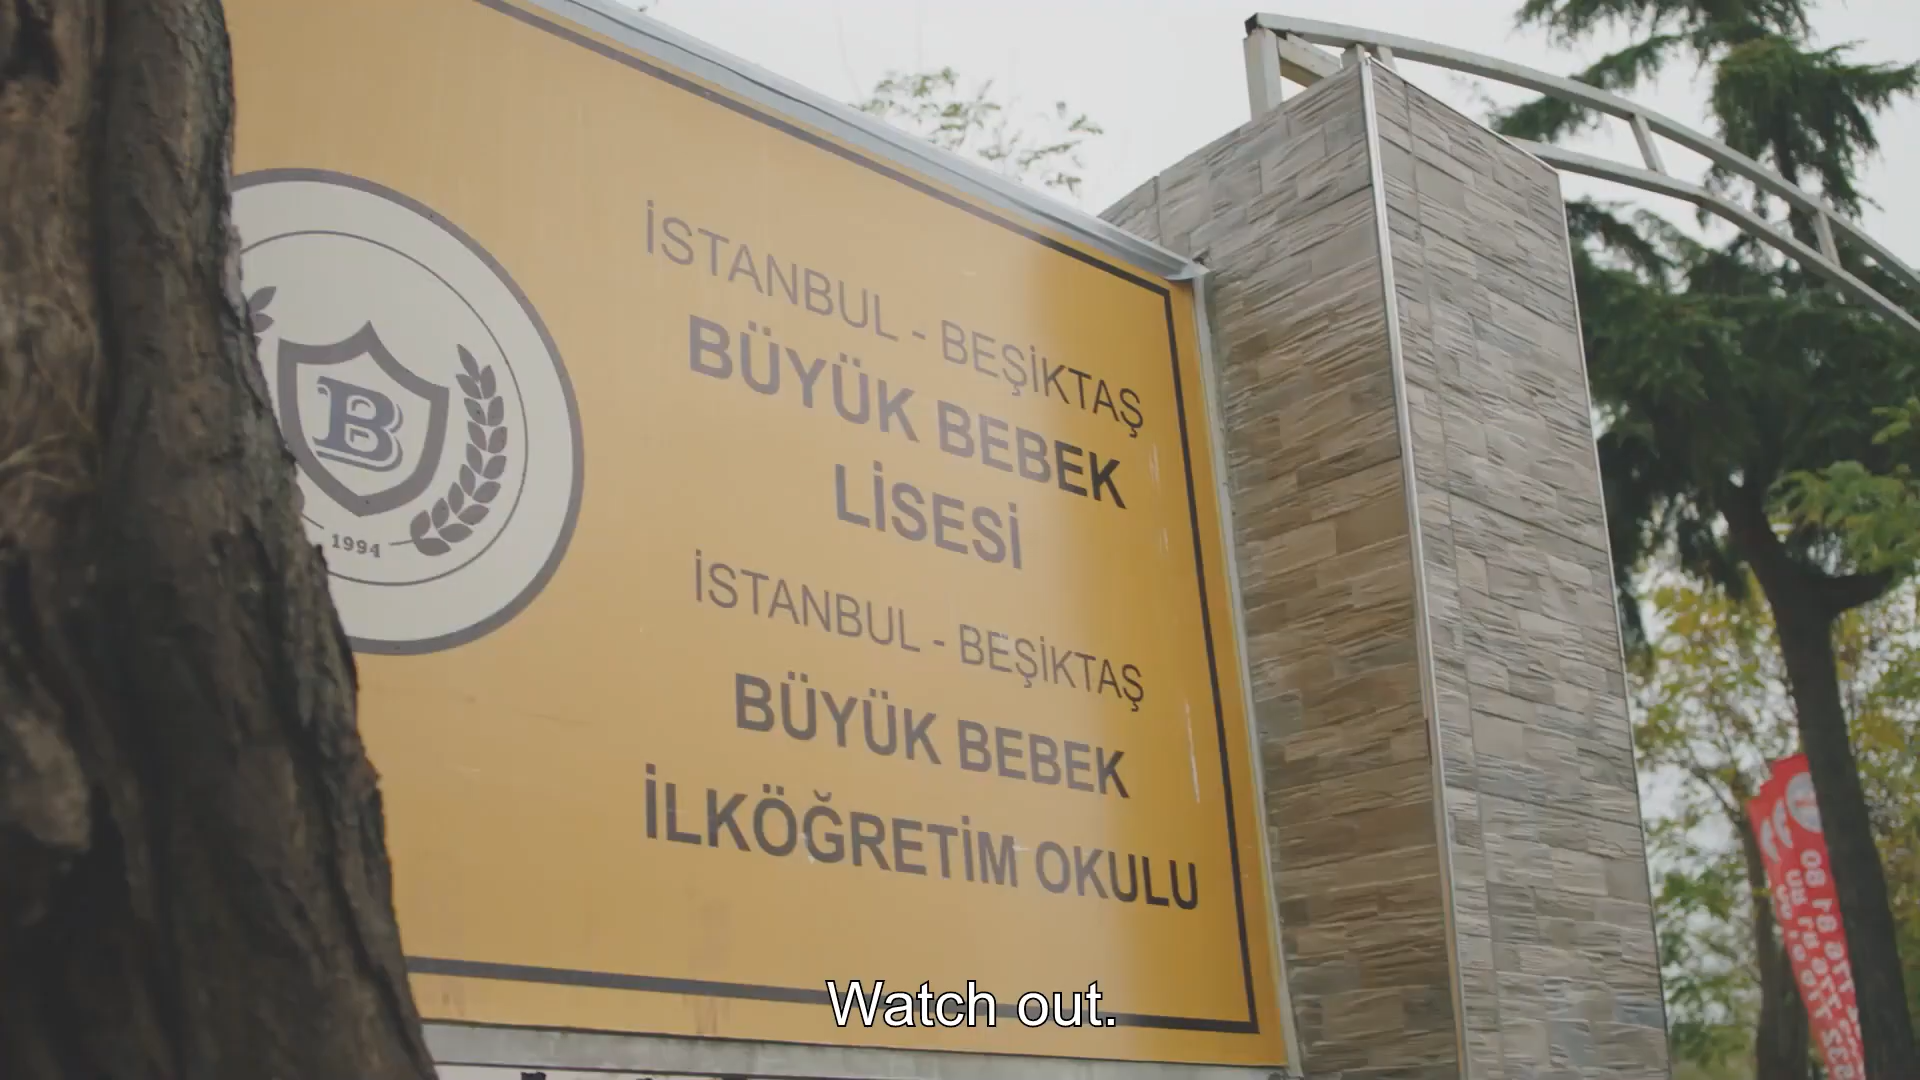 İSTANBUL - BEŞİKTAŞ
BÜYÜK BEBEK
LİSESİ
İSTANBUL - BEŞİKTAŞ
BÜYÜK BEBEK
İLKÖĞRETİM OKULU
B
1994
Watch out.